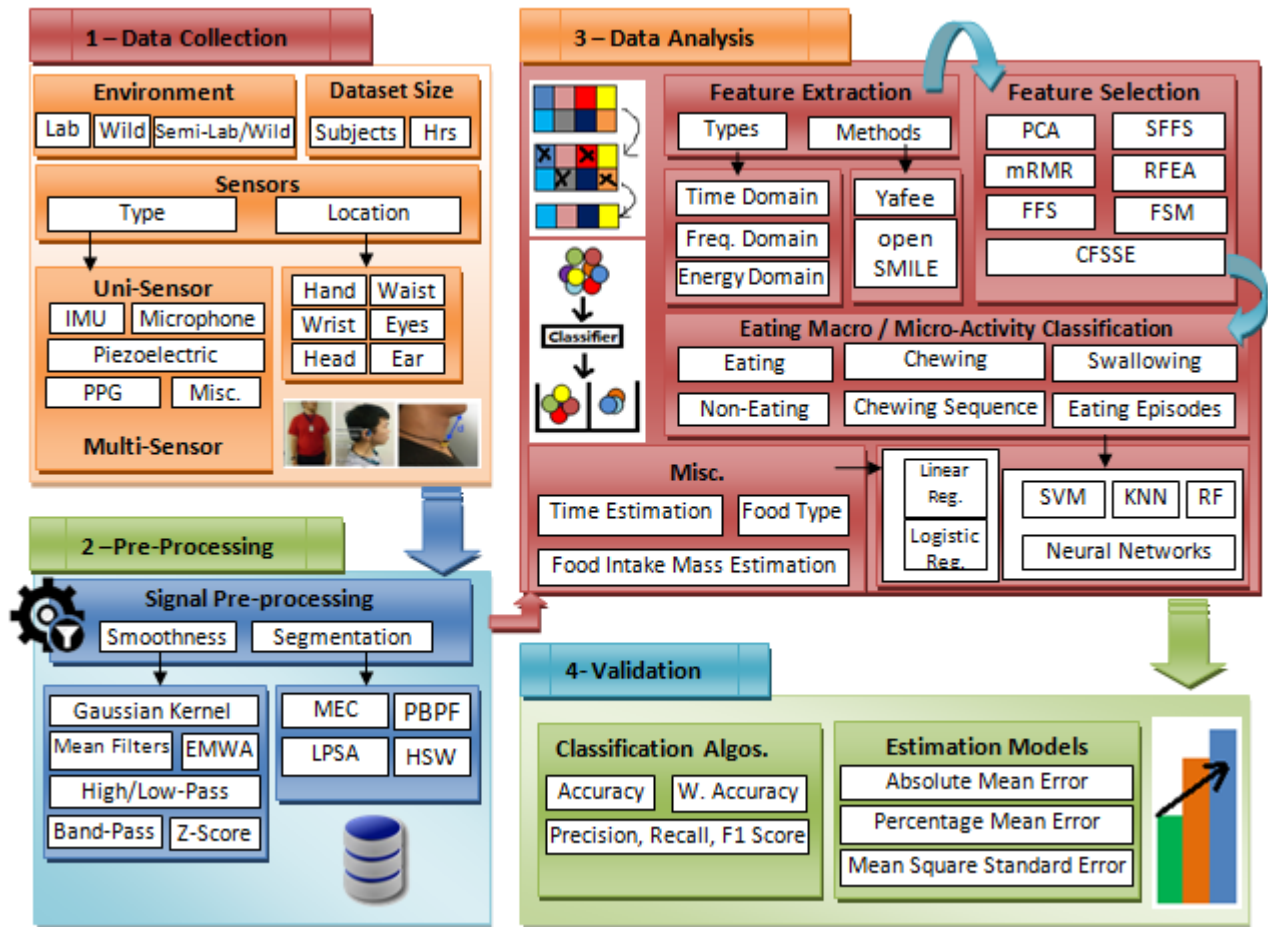 1 – Data Collection
Environment
Lab
Wild
Semi-Lab/Wild
Dataset Size
Subjects
Hrs
Sensors
Type
Location
Uni-Sensor
IMU
Microphone
Piezoelectric
PPG
Misc.
Multi-Sensor
Hand
Waist
Wrist
Eyes
Head
Ear
d
2 –Pre-Processing
Signal Pre-processing
Smoothness
Segmentation
Gaussian Kernel
Mean Filters
EMWA
High/Low-Pass
Band-Pass
Z-Score
MEC
PBPF
LPSA
HSW
3 – Data Analysis
Classifier
Feature Extraction
Types
Methods
Time Domain
Freq. Domain
Energy Domain
Yafee
open
SMILE
Feature Selection
PCA
SFFS
mRMR
RFEA
FFS
FSM
CFSSE
Eating Macro / Micro-Activity Classification
Eating
Chewing
Swallowing
Non-Eating
Chewing Sequence
Eating Episodes
Misc.
Time Estimation
Food Type
Food Intake Mass Estimation
Linear
Reg.
Logistic
Reg.
SVM
KNN
RF
Neural Networks
4- Validation
Classification Algos.
Accuracy
W. Accuracy
Precision, Recall, F1 Score
Estimation Models
Absolute Mean Error
Percentage Mean Error
Mean Square Standard Error